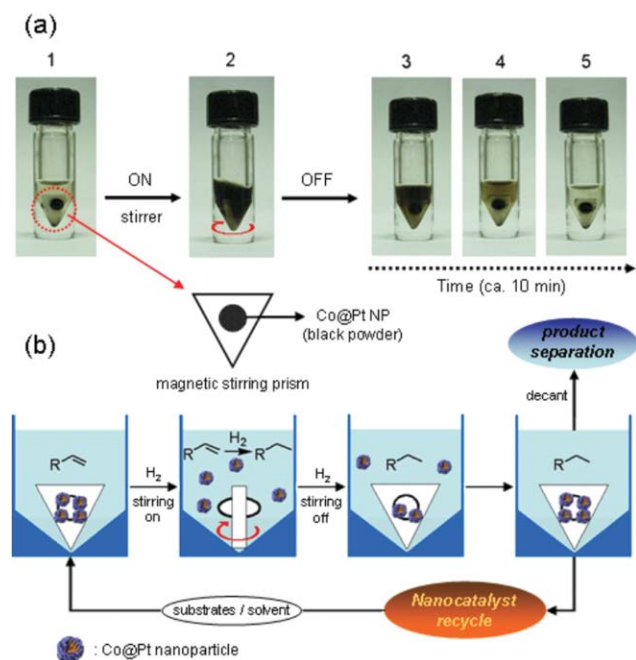 (a)
1
2
3
4
5
ON
stirrer
OFF
Time (ca. 10 min)
Co@Pt NP
(black powder)
magnetic stirring prism
(b)
product
separation
decant
R
H2
stirring
on
R
H2
R
H2
stirring
off
R
R
substrates / solvent
Nanocatalyst
recycle
: Co@Pt nanoparticle